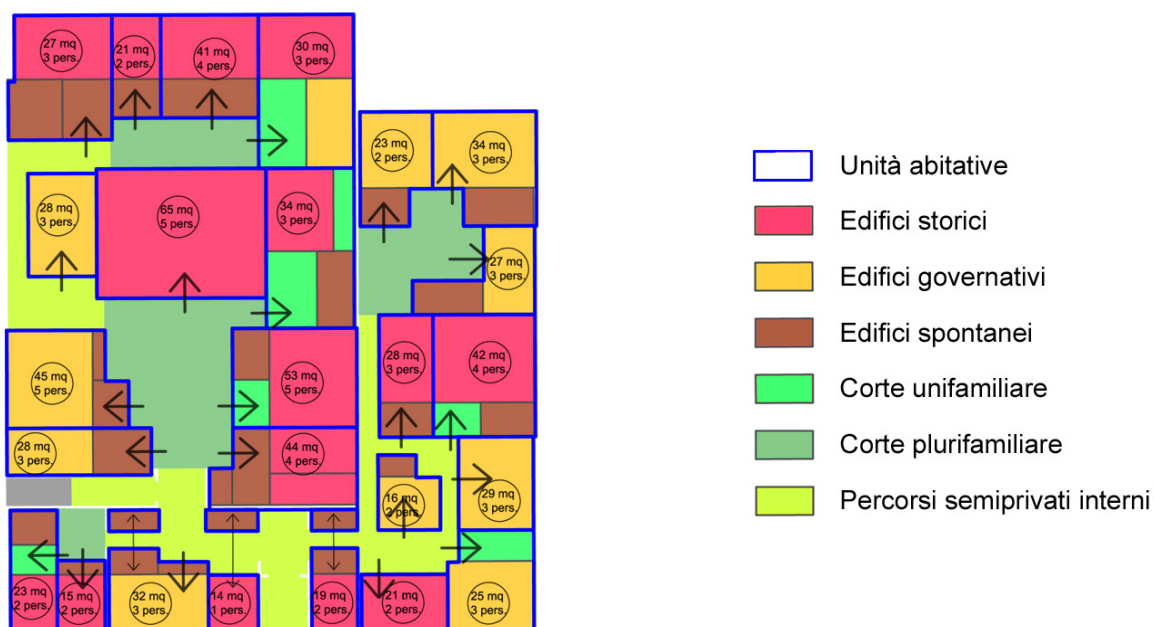 27 mq
3 pers.
21 mq
2 pers.
41 mq
4 pers.
30 mq
3 pers.
23 mq
2 pers.
34 mq
3 pers.
28 mq
3 pers.
65 mq
5 pers.
34 mq
3 pers.
27 mq
3 pers.
45 mq
5 pers.
53 mq
5 pers.
28 mq
3 pers.
42 mq
4 pers.
28 mq
3 pers.
44 mq
4 pers.
16 mq
2 pers.
29 mq
3 pers.
23 mq
2 pers.
15 mq
2 pers.
32 mq
3 pers.
14 mq
1 pers.
19 mq
2 pers.
21 mq
2 pers.
25 mq
3 pers.
Unità abitative
Edifici storici
Edifici governativi
Edifici spontanei
Corte unifamiliare
Corte plurifamiliare
Percorsi semiprivati interni